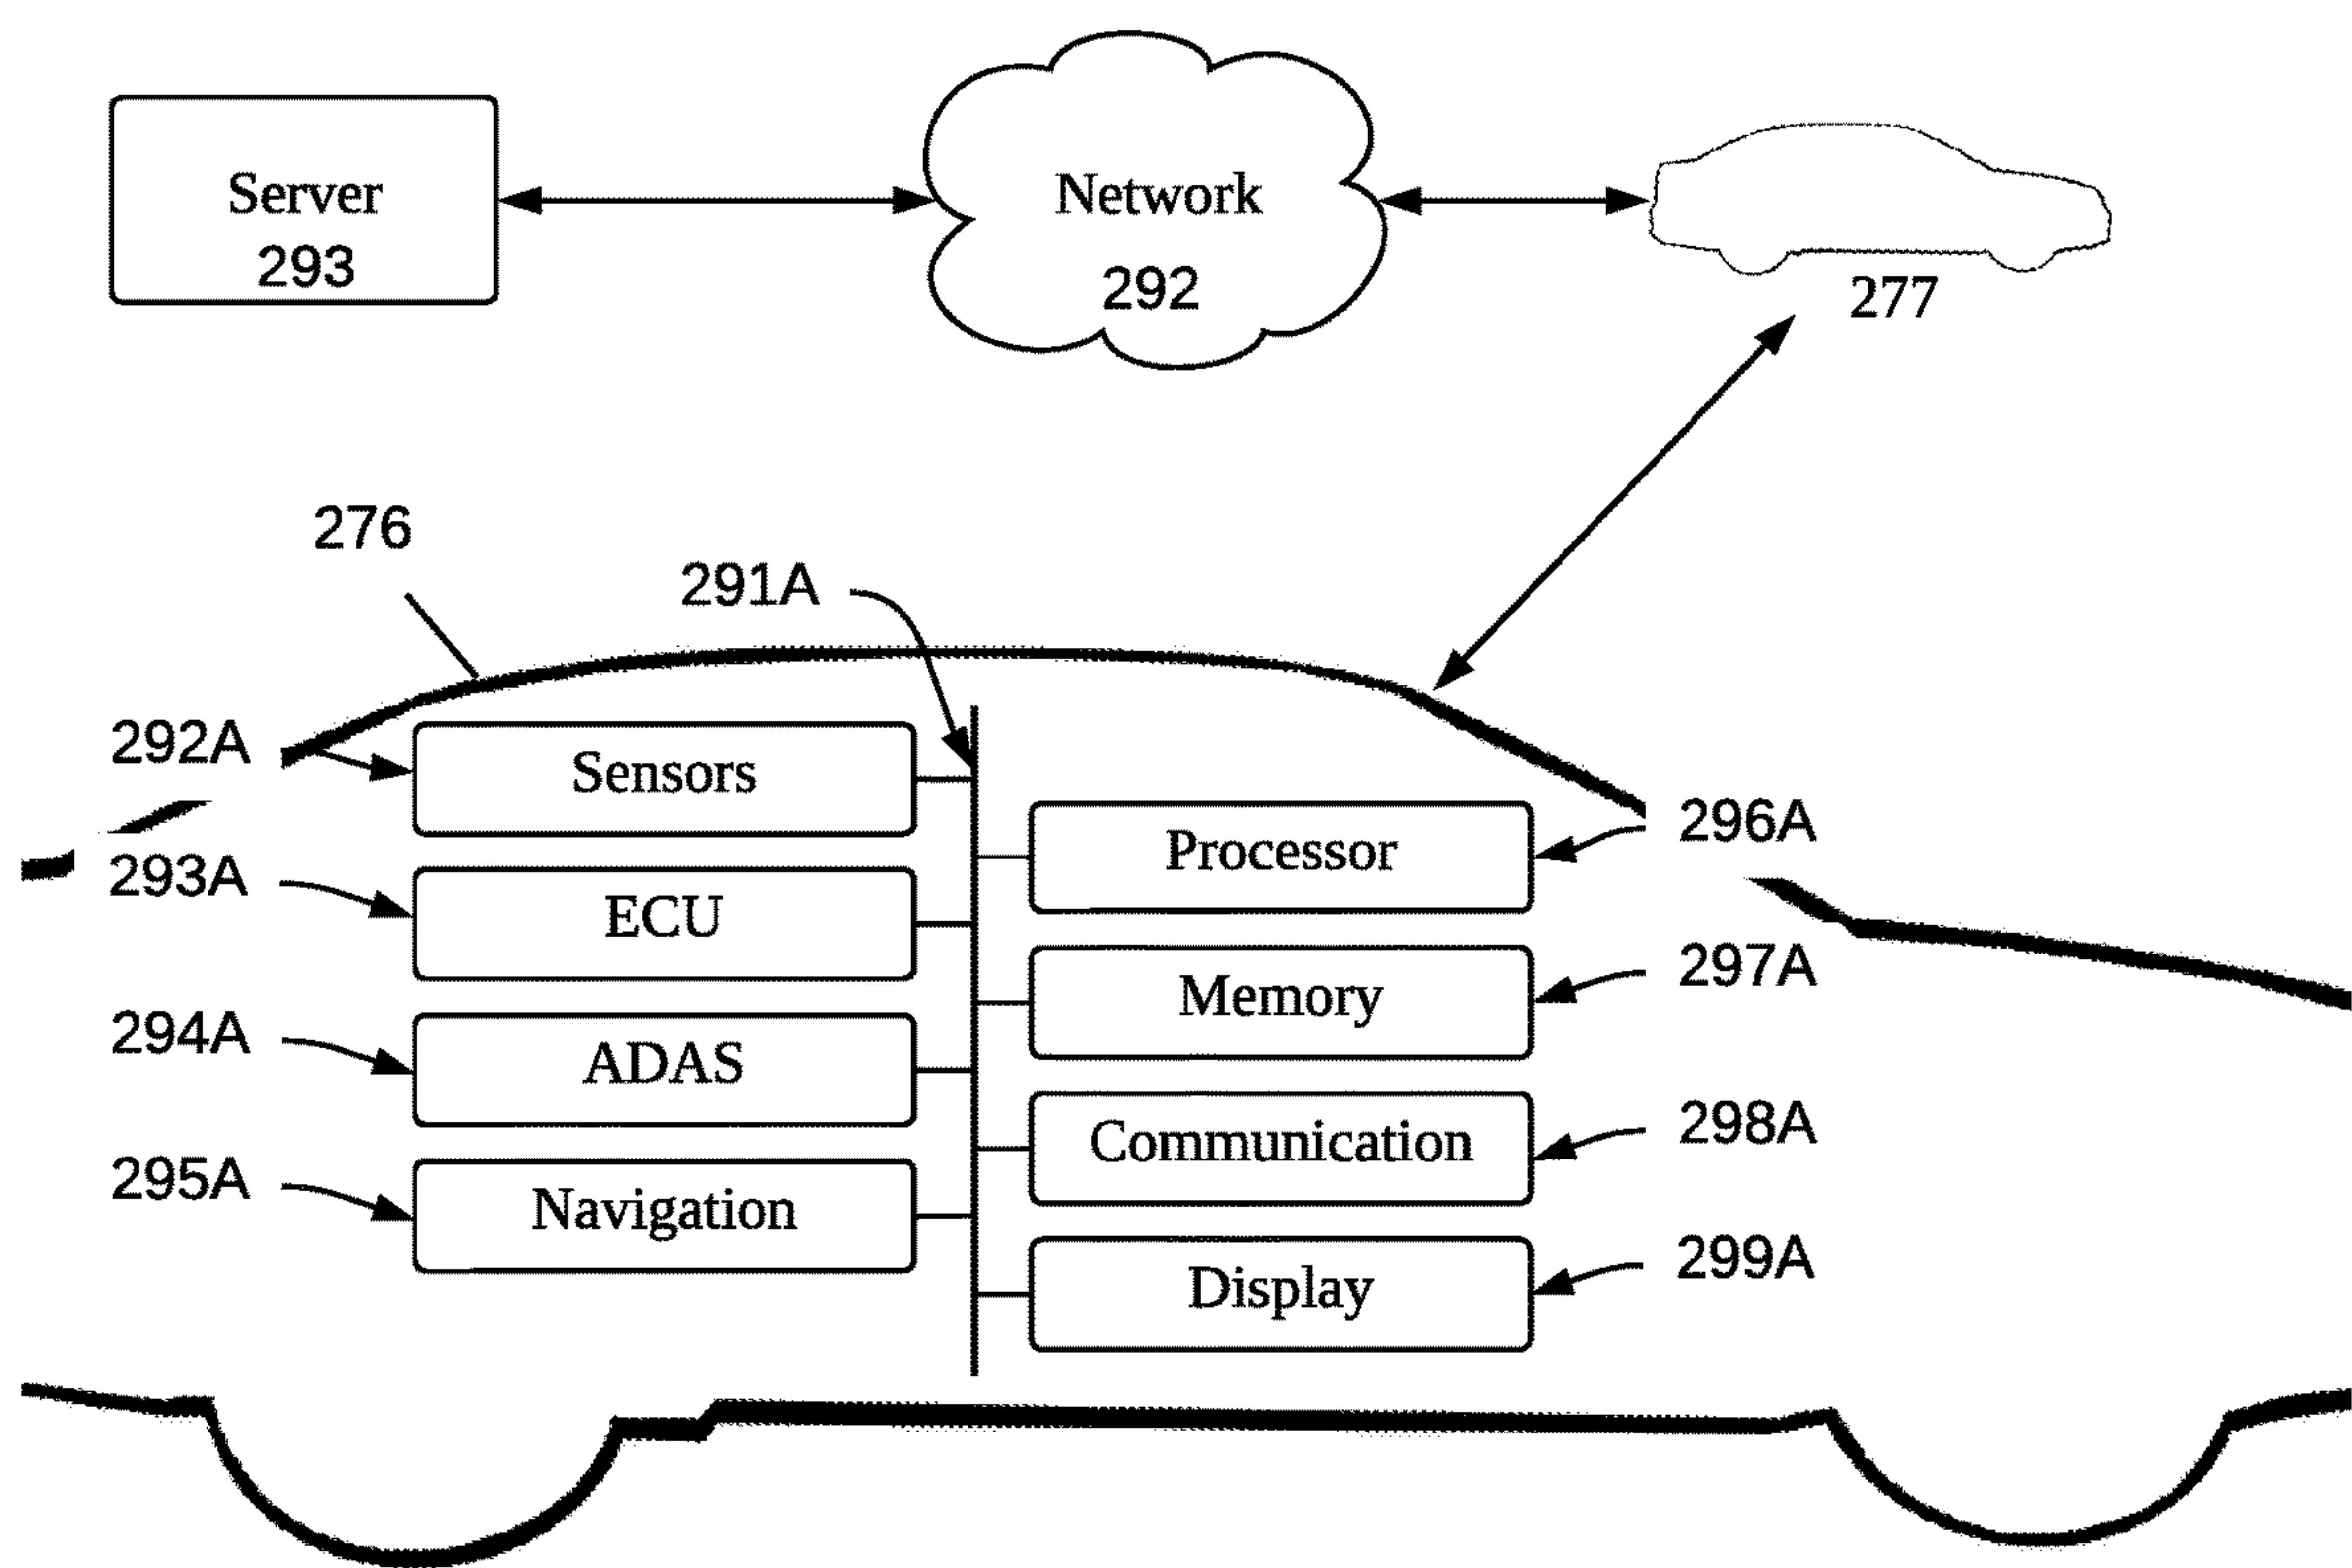 Server
293
Network
292
277
276
291A
292A
Sensors
296A
Processor
293A
ECU
297A
Memory
294A
ADAS
298A
Communication
295A
Navigation
299A
Display